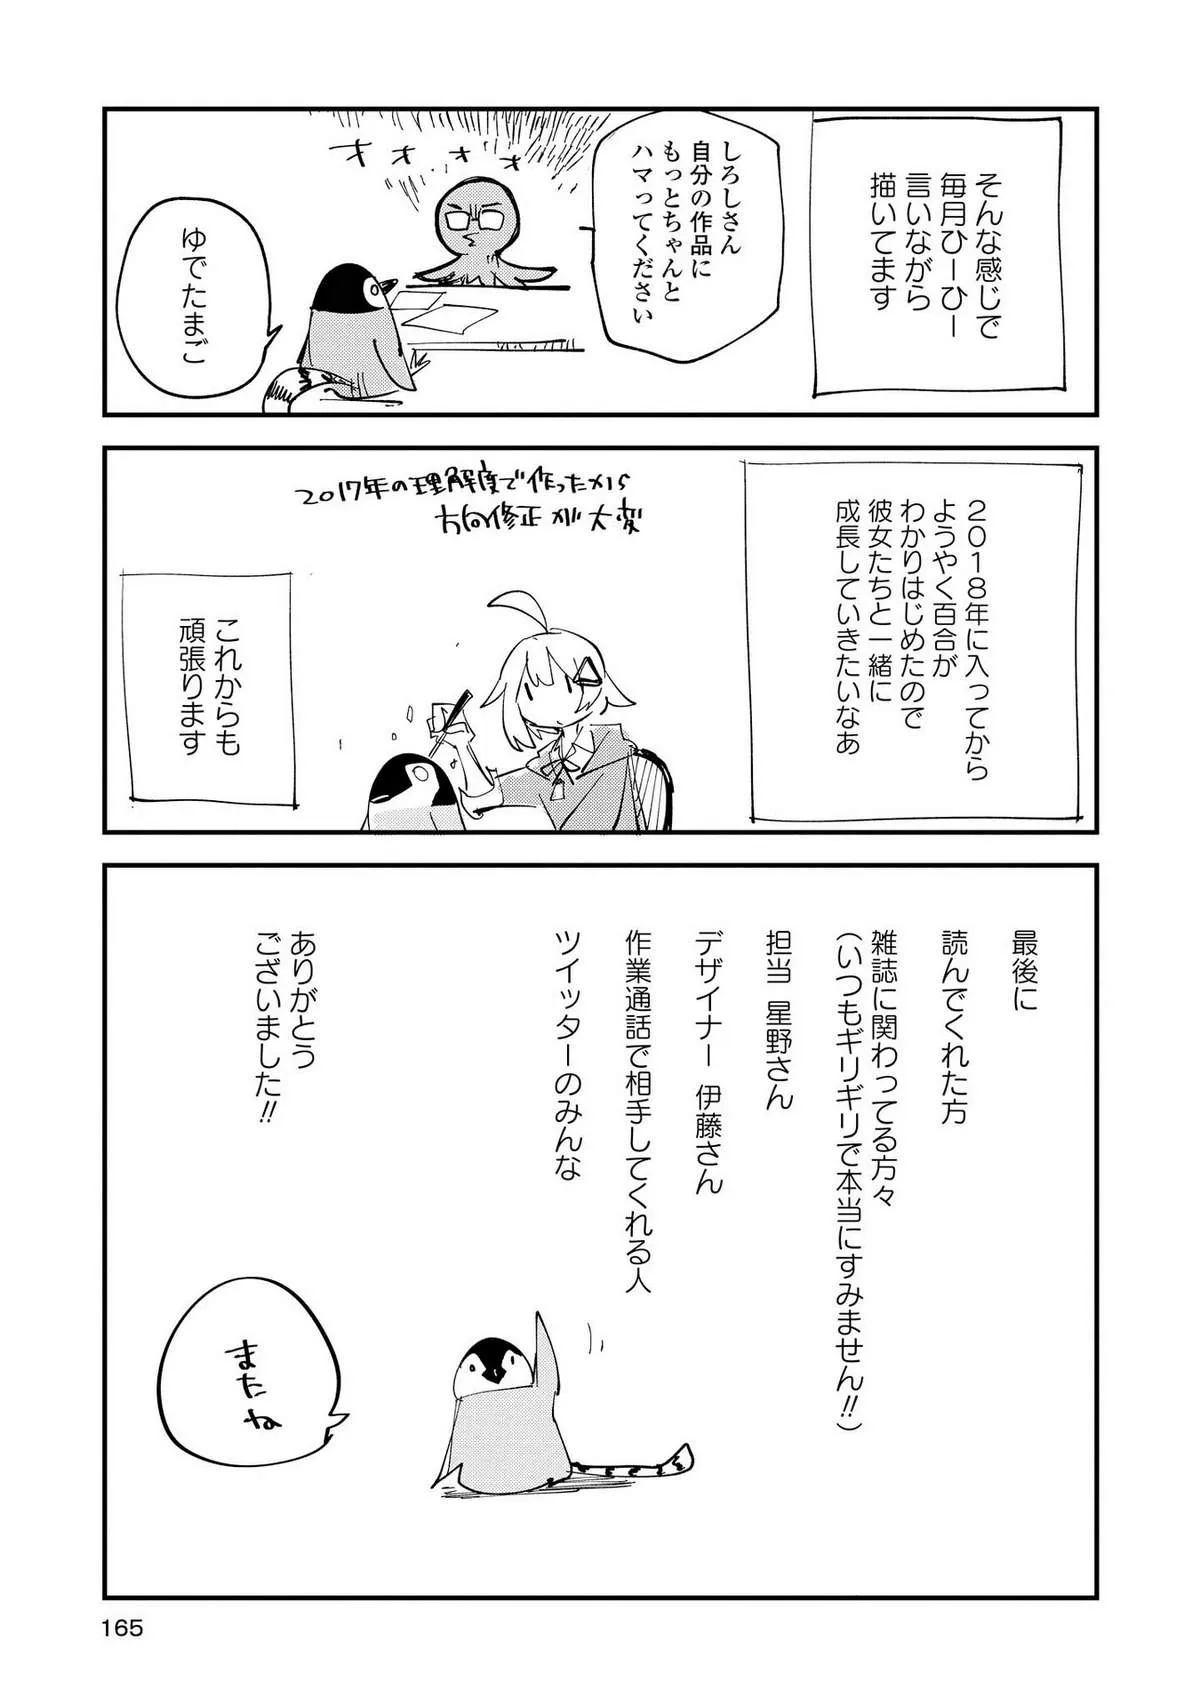 そんな感じで
毎月ひーひー
言いながら
描いてます
しろしさん
自分の作品に
もっとちゃんと
ハマってください
オ
オ
オ
ゆでたまご
2018年に入ってから
ようやく百合が
わかりはじめたので
彼女たちと一緒に
成長していきたいなあ
2017年の理解度で作ったから
方向修正が大変
これからも
頑張ります
最後に
読んでくれた方
雑誌に関わってる方々
(いつもギリギリで本当にすみません!!)
担当 星野さん
デザイナー 伊藤さん
作業通話で相手してくれる人
ツイッターのみんな
ありがとう
ございました!!
またね
165